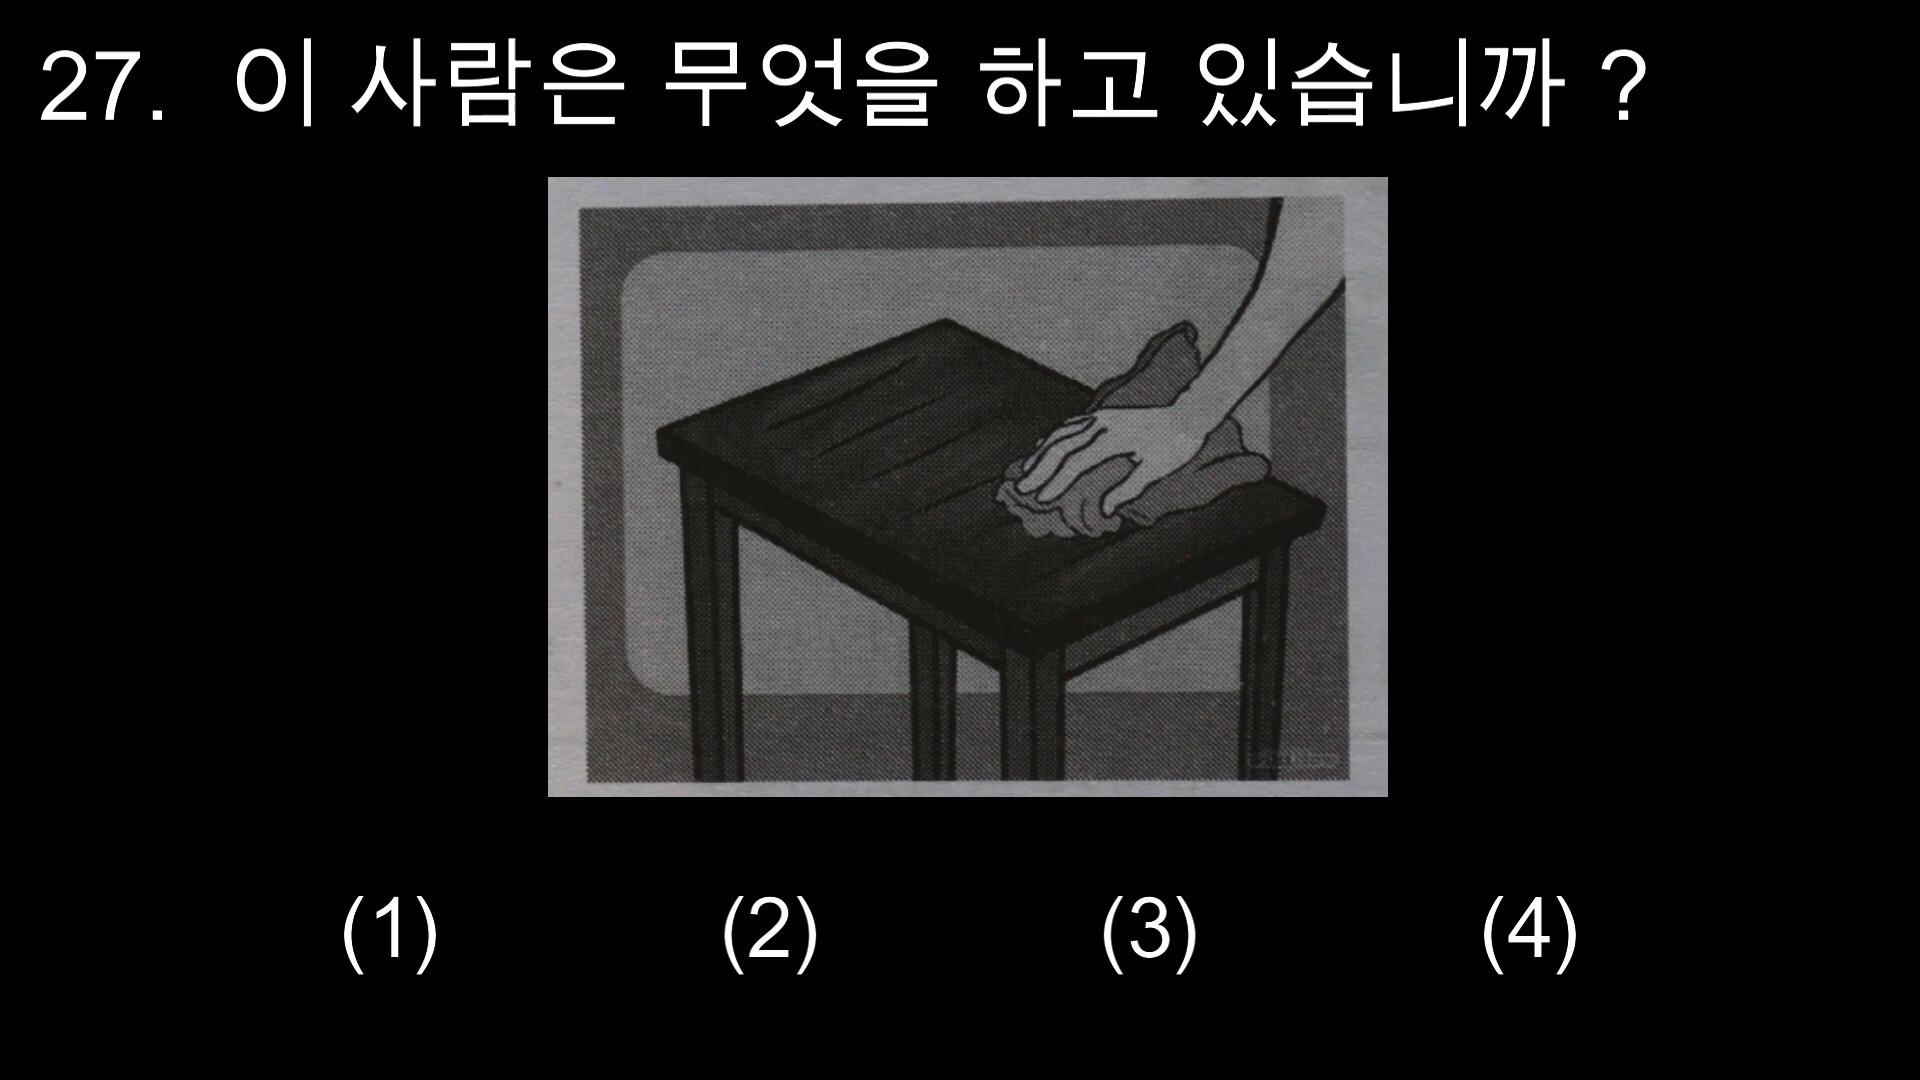 27. 이 사람은 무엇을 하고 있습니까 ?
(1) (2) (3) (4)